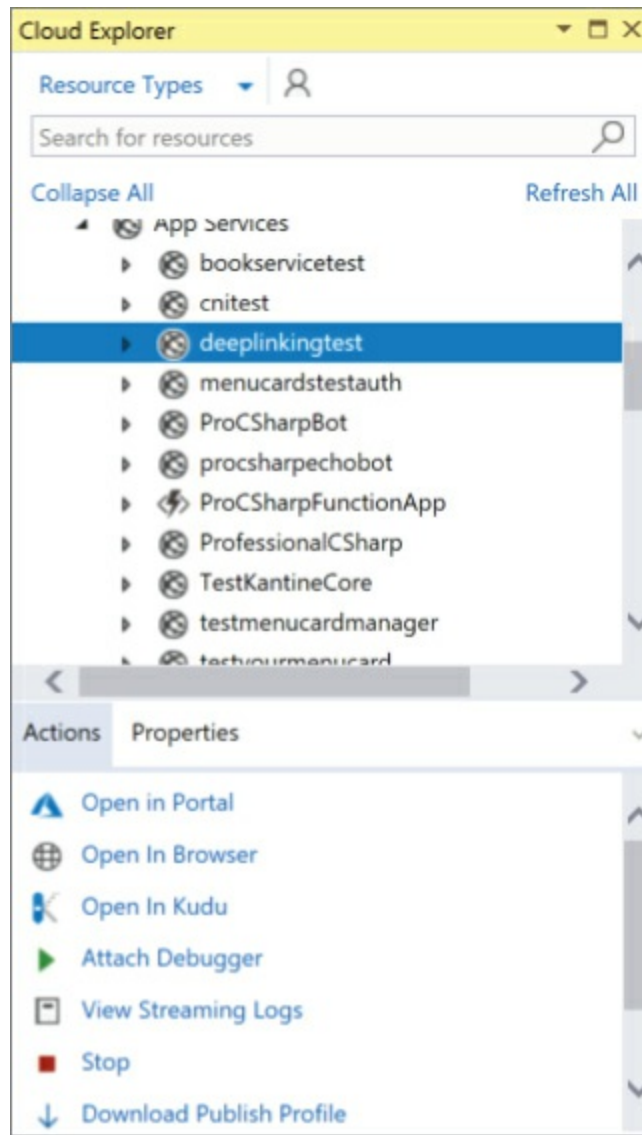 Cloud Explorer
Resource Types
Search for resources
Collapse All Refresh All
App Services
bookservicetest
cnitest
deeplinkingtest
menucardstestauth
ProCSharpBot
procsharpechobot
ProCSharpFunctionApp
ProfessionalCSharp
TestKantineCore
testmenucardmanager
testyourmenucard
Actions Properties
Open in Portal
Open In Browser
Open In Kudu
Attach Debugger
View Streaming Logs
Stop
Download Publish Profile